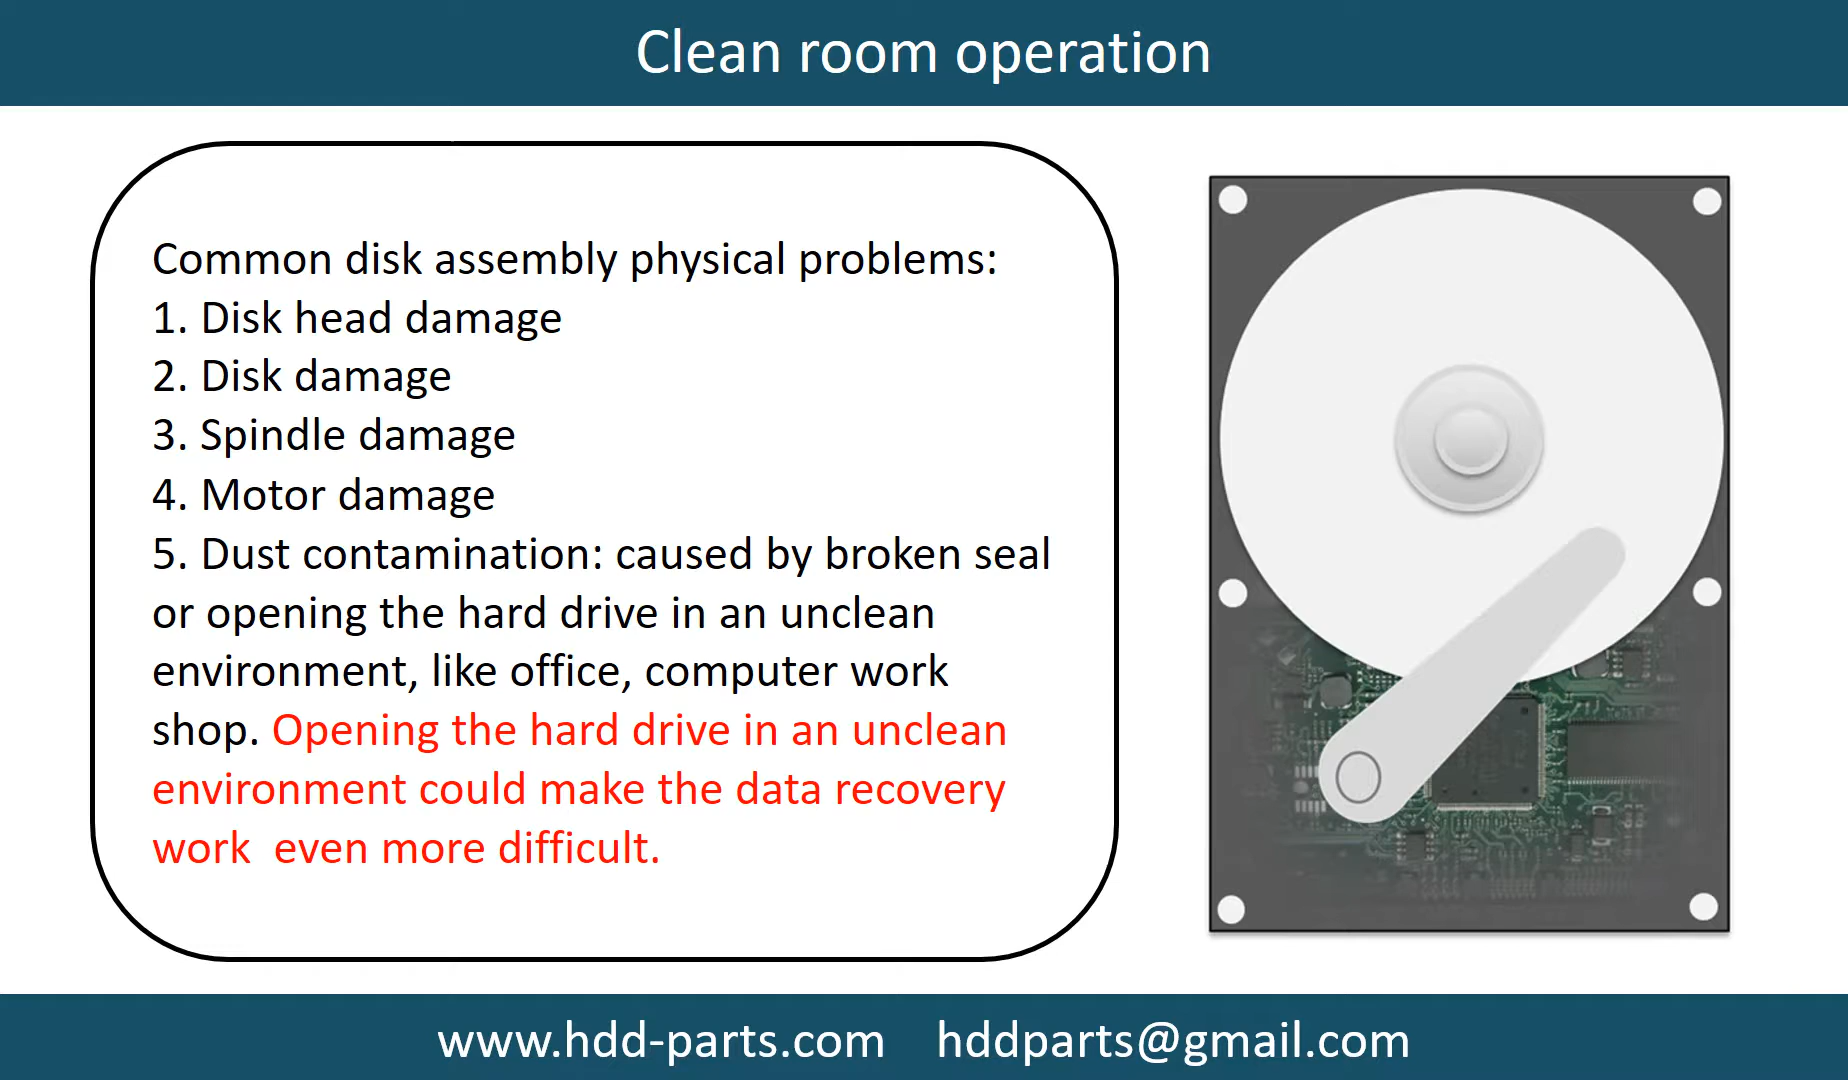 Clean room operation
Common disk assembly physical problems:
1. Disk head damage
2. Disk damage
3. Spindle damage
4. Motor damage
5. Dust contamination: caused by broken seal
or opening the hard drive in an unclean
environment, like office, computer work
shop. Opening the hard drive in an unclean
environment could make the data recovery
work  even more difficult.
www.hdd-parts.com    hddparts@gmail.com